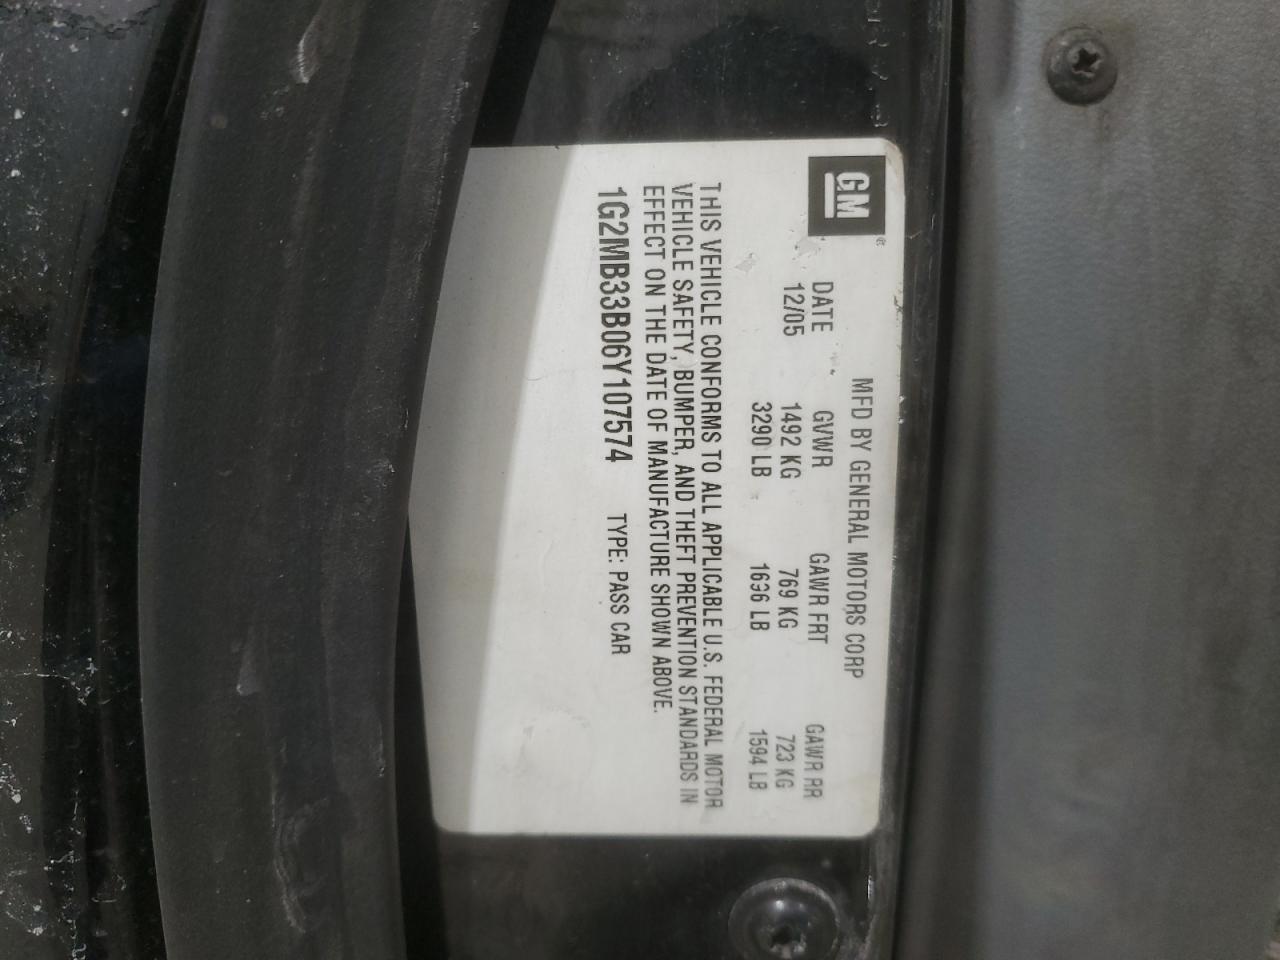 GM®
MFD BY GENERAL MOTORS CORP
DATE GVWR GAWR FRT GAWR RR
12/05 1492 KG 769 KG 723 KG
3290 LB 1696 LB 1594 LB
THIS VEHICLE CONFORMS TO ALL APPLICABLE U.S. FEDERAL MOTOR
VEHICLE SAFETY, BUMPER, AND THEFT PREVENTION STANDARDS IN
EFFECT ON THE DATE OF MANUFACTURE SHOWN ABOVE.
1G2MB33B06Y107574 TYPE: PASS CAR